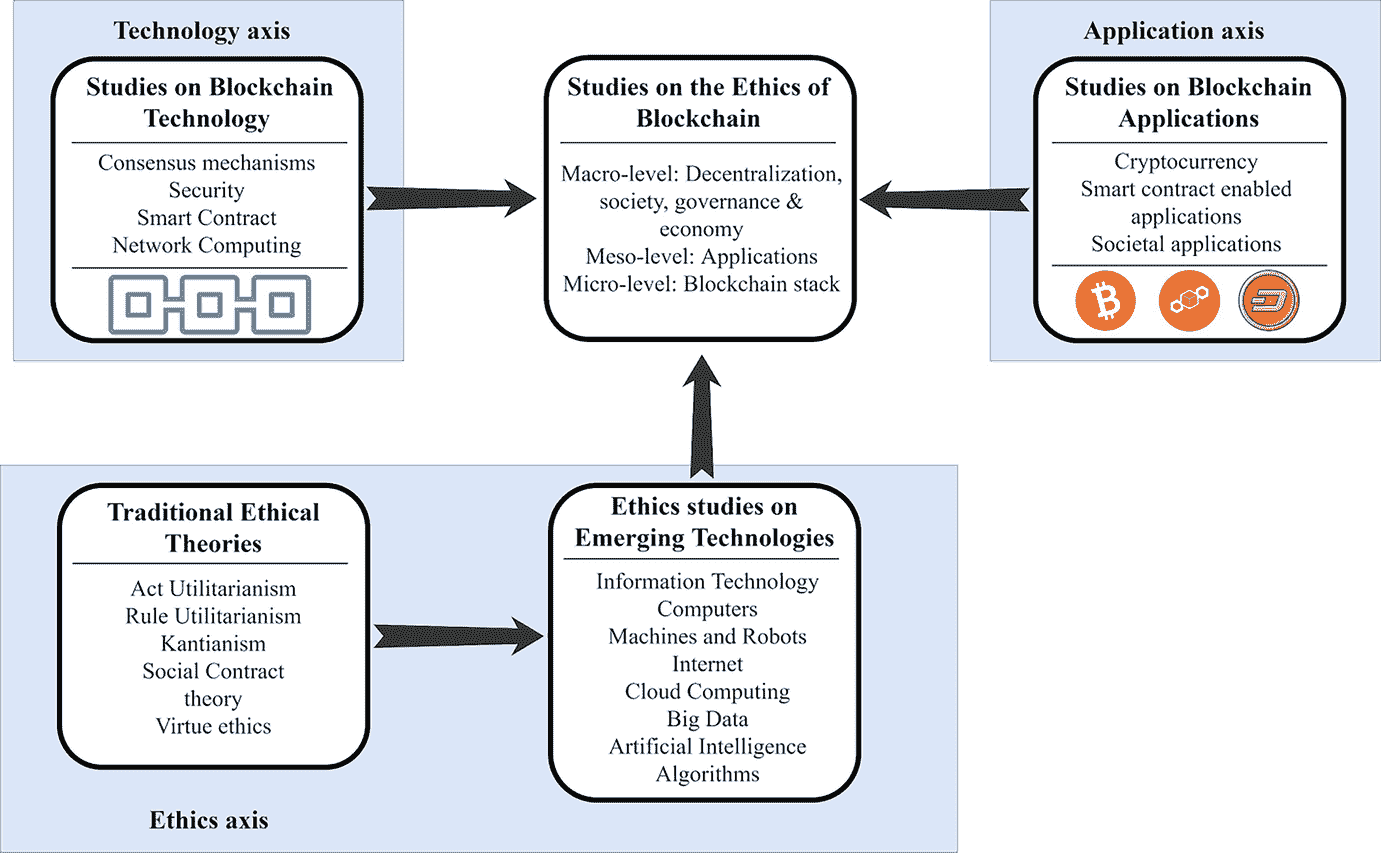 Technology axis
Studies on Blockchain
Technology
Consensus mechanisms
Security
Smart Contract
Network Computing
Studies on the Ethics of
Blockchain
Macro-level: Decentralization,
society, governance &
economy
Meso-level: Applications
Micro-level: Blockchain stack
Application axis
Studies on Blockchain
Applications
Cryptocurrency
Smart contract enabled
applications
Societal applications
Traditional Ethical
Theories
Act Utilitarianism
Rule Utilitarianism
Kantianism
Social Contract
theory
Virtue ethics
Ethics studies on
Emerging Technologies
Information Technology
Computers
Machines and Robots
Internet
Cloud Computing
Big Data
Artificial Intelligence
Algorithms
Ethics axis